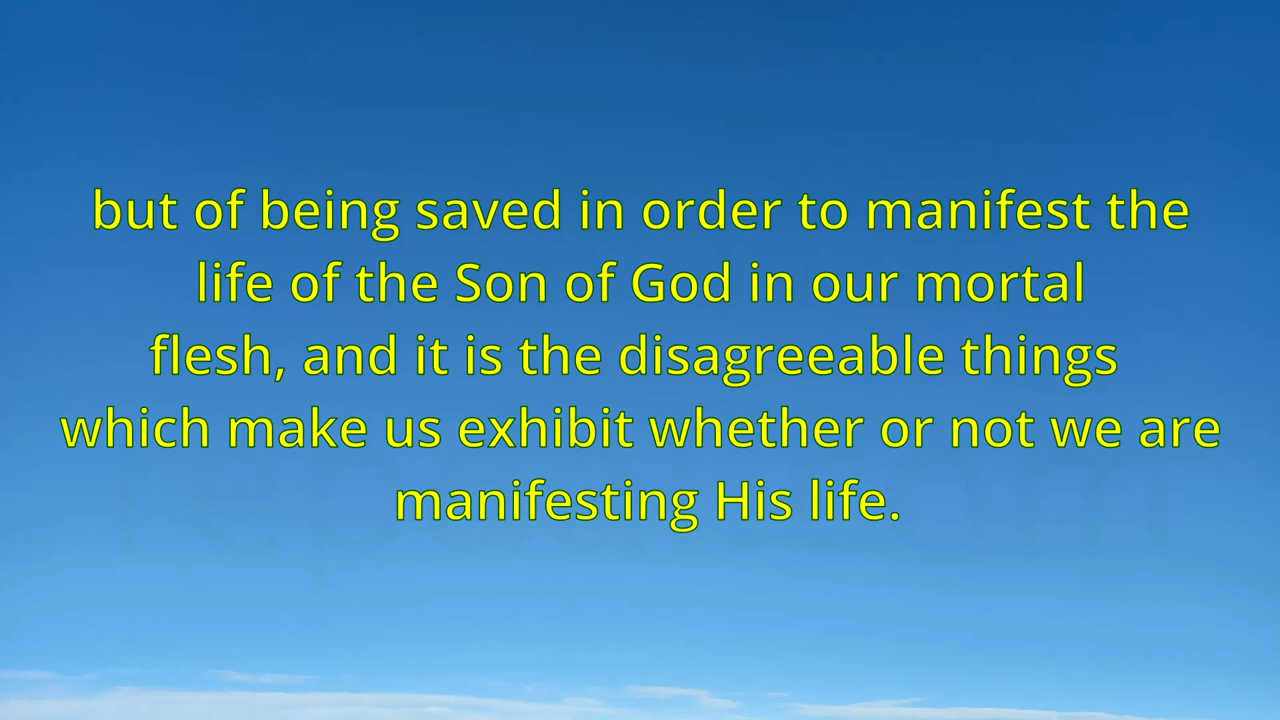 but of being saved in order to manifest the
life of the Son of God in our mortal
flesh, and it is the disagreeable things
which make us exhibit whether or not we are
manifesting His life.